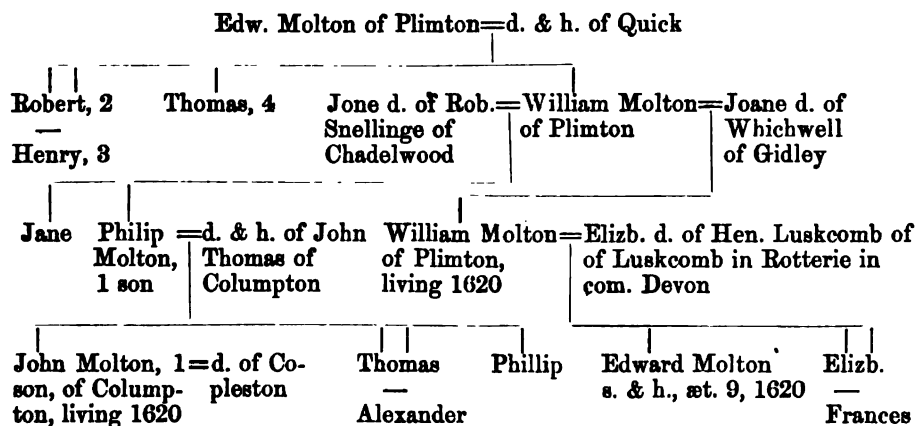 Edw. Molton of Plimton=d. & h. of Quick
Robert, 2
—
Henry, 3
Thomas, 4
Jone d. of Rob.=William Molton=Joane d. of
Snellinge of
Chadelwood
of Plimton
Whichwell
of Gidley
Jane
Philip =d. & h. of John
Molton,
1 son
Thomas of
Columpton
William Molton=Elizb. d. of Hen. Luskcomb of
of Plimton,
living 1620
of Luskcomb in Rotterie in
com. Devon
John Molton, 1=d. of Co-
son, of Colump-
ton, living 1620
pleston
Thomas
—
Alexander
Phillip
Edward Molton
s. & h., æt. 9, 1620
Elizb.
—
Frances